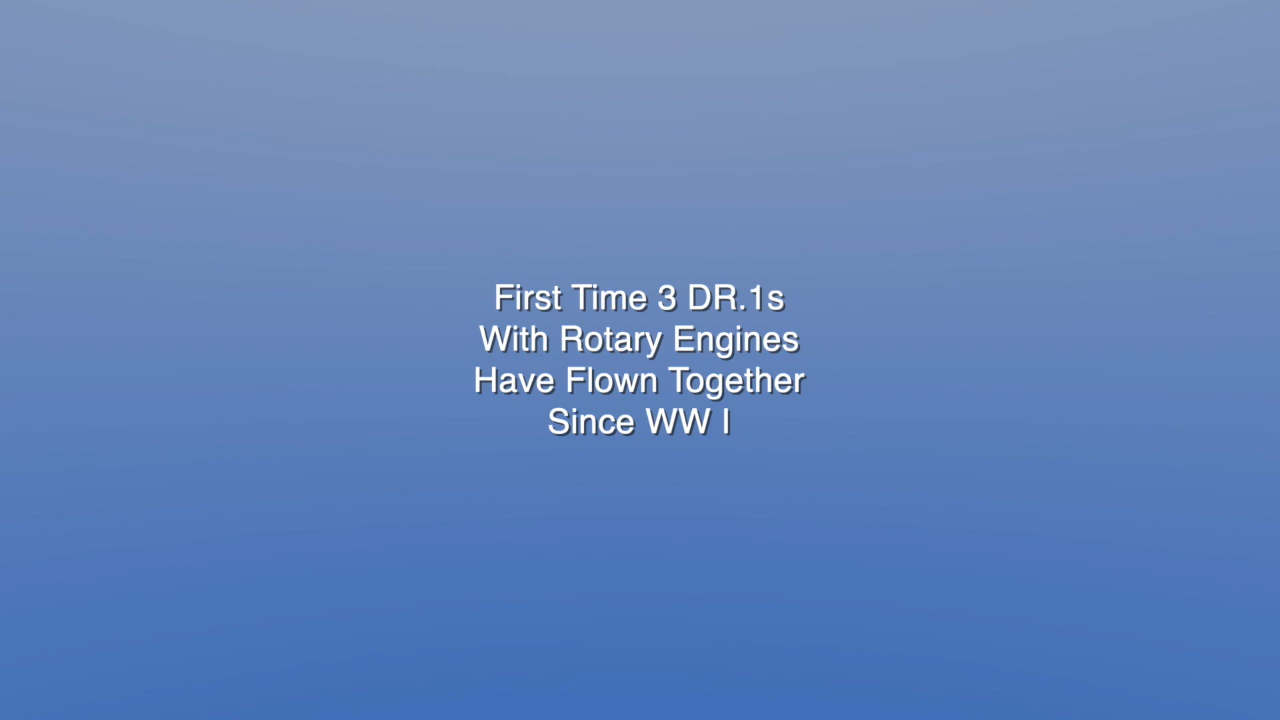 First Time 3 DR.1s
With Rotary Engines
Have Flown Together
Since WW I